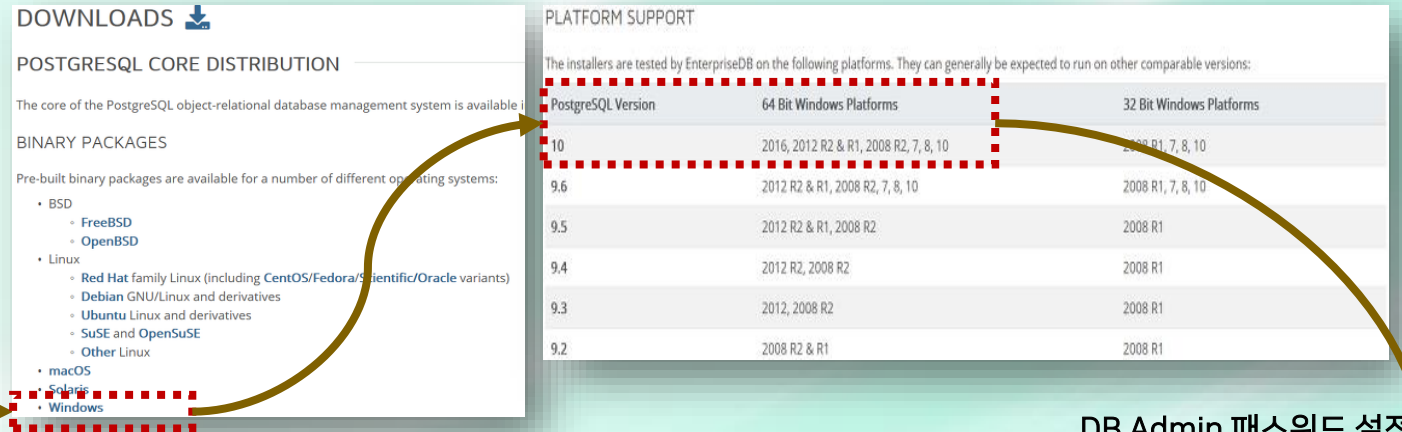 DOWNLOADS
POSTGRESQL CORE DISTRIBUTION
The core of the PostgreSQL object-relational database management system is available i
BINARY PACKAGES
Pre-built binary packages are available for a number of different operating systems:
• BSD
◦ FreeBSD
◦ OpenBSD
• Linux
◦ Red Hat family Linux (including CentOS/Fedora/Scientific/Oracle variants)
◦ Debian GNU/Linux and derivatives
◦ Ubuntu Linux and derivatives
◦ SuSE and OpenSuSE
◦ Other Linux
• macOS
• Solaris
• Windows
PLATFORM SUPPORT
The installers are tested by EnterpriseDB on the following platforms. They can generally be expected to run on other comparable versions:
PostgreSQL Version 64 Bit Windows Platforms 32 Bit Windows Platforms
10 2016, 2012 R2 & R1, 2008 R2, 7, 8, 10 2008 R1, 7, 8, 10
9.6 2012 R2 & R1, 2008 R2, 7, 8, 10 2008 R1, 7, 8, 10
9.5 2012 R2 & R1, 2008 R2 2008 R1
9.4 2012 R2, 2008 R2 2008 R1
9.3 2012, 2008 R2 2008 R1
9.2 2008 R2 & R1 2008 R1
DB Admin 패스워드 설정